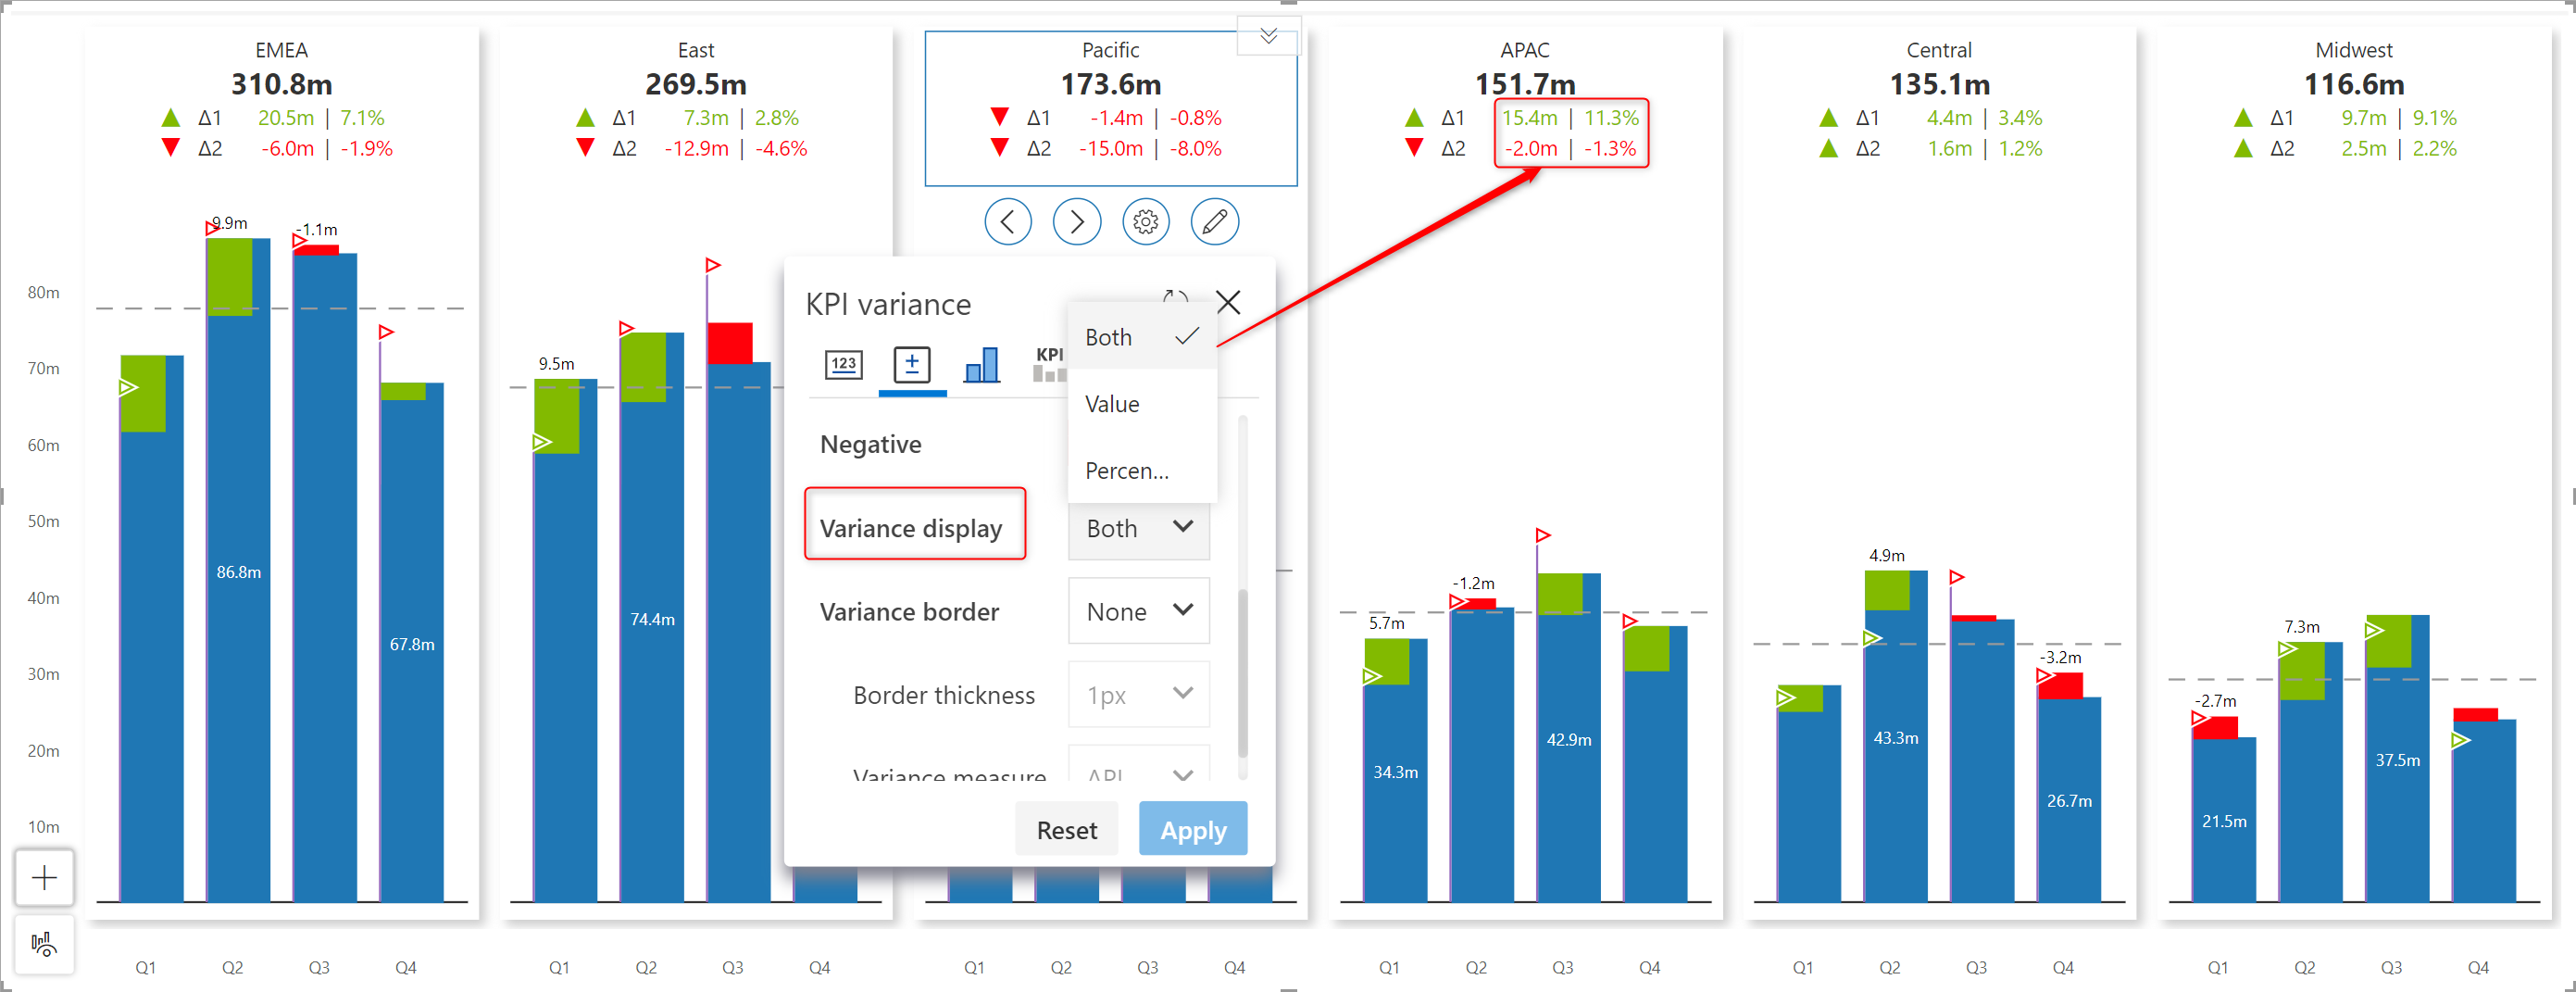 EMEA
310.8m
Δ1 20.5m | 7.1%
Δ2 -6.0m | -1.9%
East
269.5m
Δ1 7.3m | 2.8%
Δ2 -12.9m | -4.6%
Pacific
173.6m
Δ1 -1.4m | -0.8%
Δ2 -15.0m | -8.0%
APAC
151.7m
Δ1 15.4m | 11.3%
Δ2 -2.0m | -1.3%
Central
135.1m
Δ1 4.4m | 3.4%
Δ2 1.6m | 1.2%
Midwest
116.6m
Δ1 9.7m | 9.1%
Δ2 2.5m | 2.2%
80m
70m
60m
50m
40m
30m
20m
10m
9.9m
-1.1m
86.8m
67.8m
9.5m
74.4m
KPI variance
123
KPI
Both
Value
Percen...
Negative
Variance display Both
Variance border None
Border thickness 1px
Variance measure
Reset Apply
5.7m
-1.2m
34.3m
42.9m
4.9m
-3.2m
43.3m
26.7m
-2.7m
7.3m
21.5m
37.5m
Q1 Q2 Q3 Q4
Q1 Q2 Q3 Q4
Q1 Q2 Q3 Q4
Q1 Q2 Q3 Q4
Q1 Q2 Q3 Q4
Q1 Q2 Q3 Q4